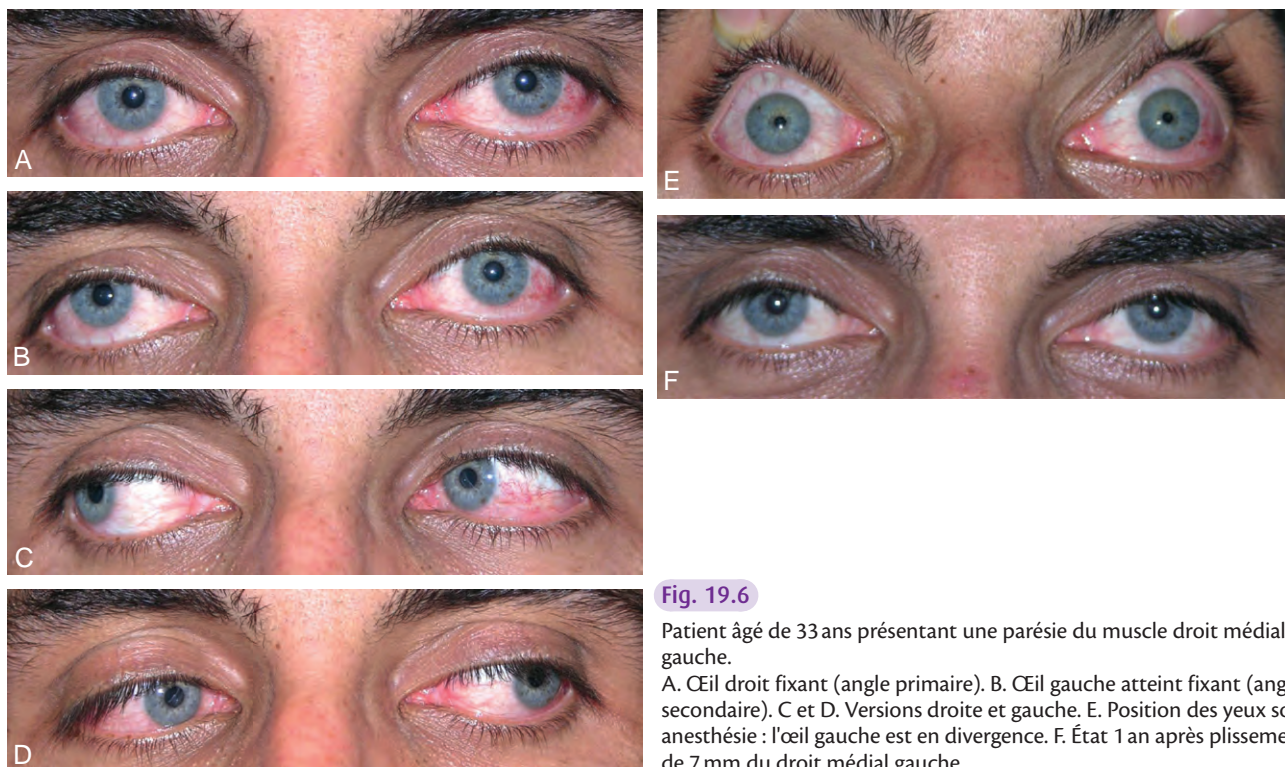 A
B
C
D
E
F
Fig. 19.6
Patient âgé de 33 ans présentant une parésie du muscle droit médial
gauche.
A. Œil droit fixant (angle primaire). B. Œil gauche atteint fixant (ang
secondaire). C et D. Versions droite et gauche. E. Position des yeux so
anesthésie : l'œil gauche est en divergence. F. État 1 an après plisseme
de 7 mm du droit médial gauche.